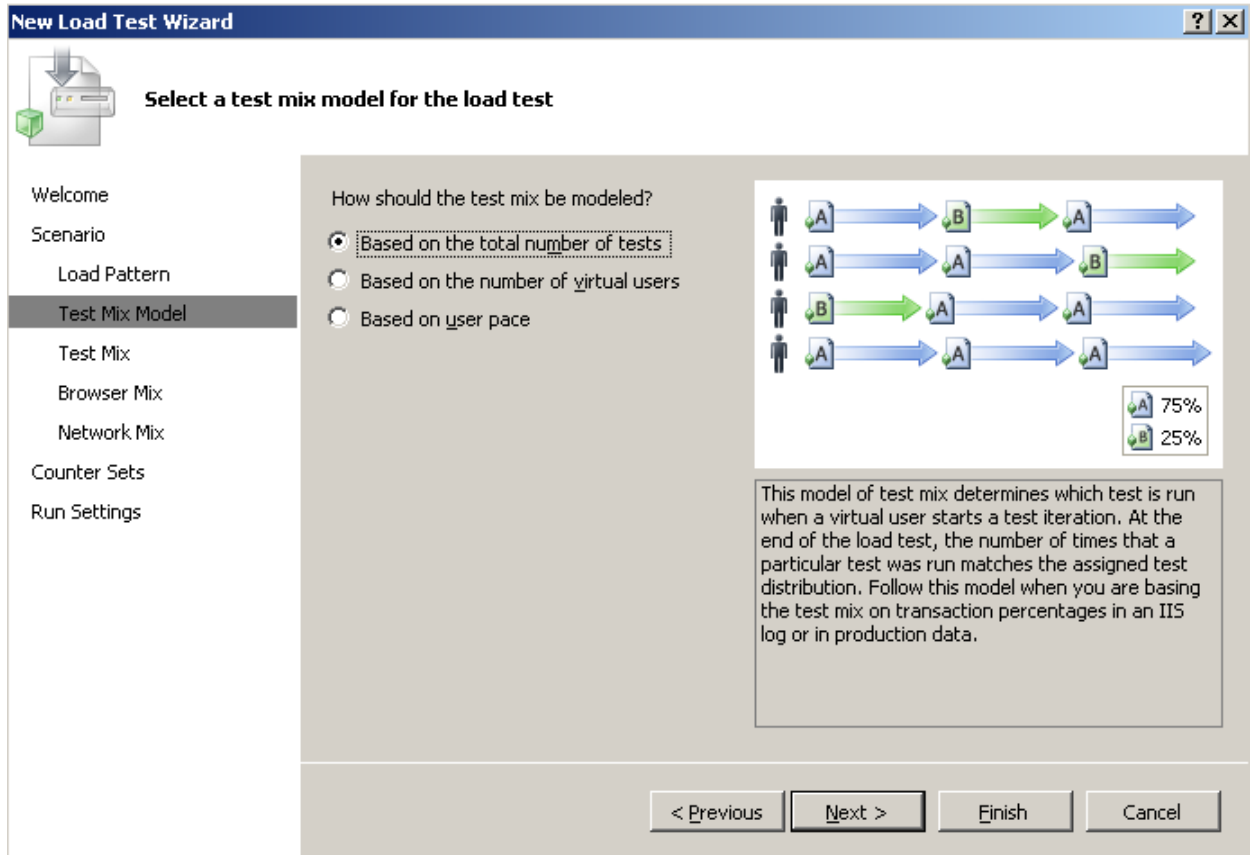 New Load Test Wizard
Select a test mix model for the load test
Welcome
Scenario
Load Pattern
Test Mix Model
Test Mix
Browser Mix
Network Mix
Counter Sets
Run Settings
How should the test mix be modeled?
Based on the total number of tests
Based on the number of virtual users
Based on user pace
A B A
A A B
B A A
A A A
A 75%
B 25%
This model of test mix determines which test is run
when a virtual user starts a test iteration. At the
end of the load test, the number of times that a
particular test was run matches the assigned test
distribution. Follow this model when you are basing
the test mix on transaction percentages in an IIS
log or in production data.
< Previous
Next >
Finish
Cancel